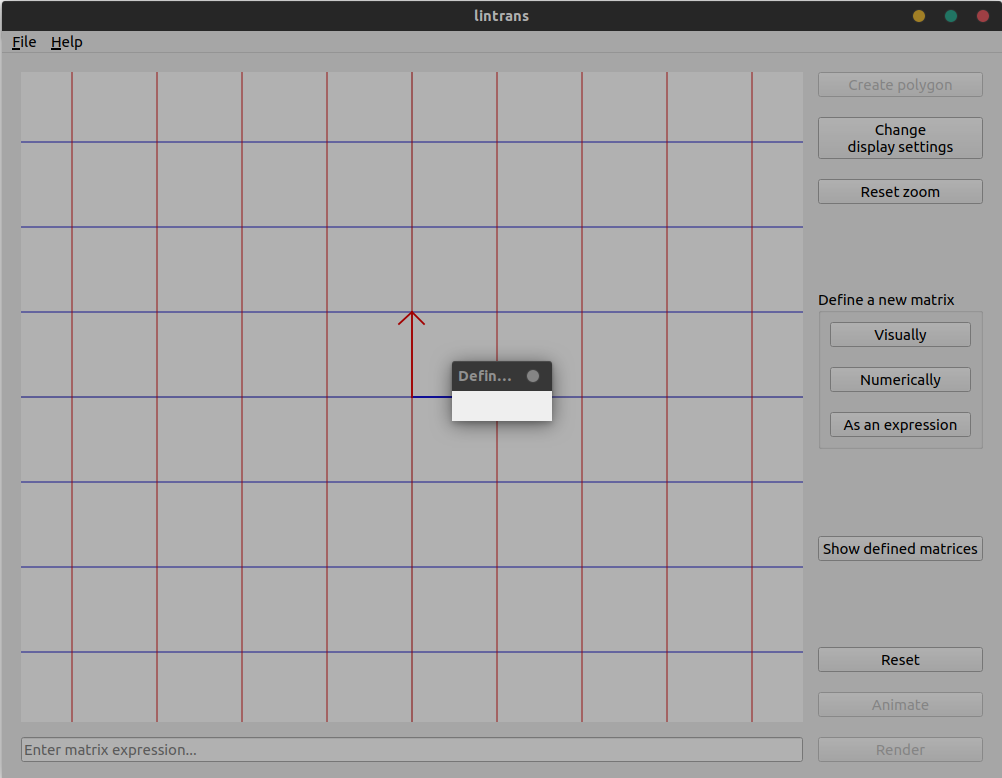 lintrans
File Help
Create polygon
Change
display settings
Reset zoom
Define a new matrix
Visually
Defin...
Numerically
As an expression
Show defined matrices
Reset
Animate
Enter matrix expression...
Render